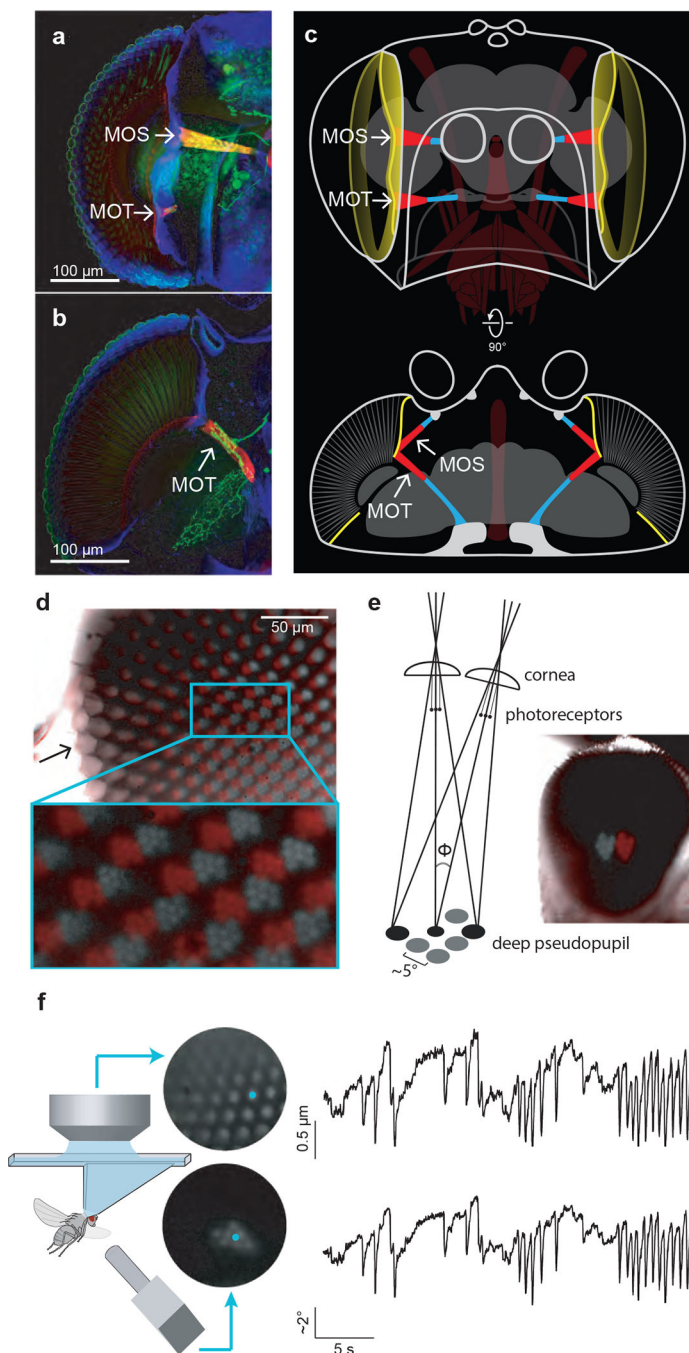 a
MOS
MOT
100 µm
b
MOT
100 µm
c
MOS
MOT
90°
MOS
MOT
d
50 µm
e
cornea
photoreceptors
Φ
deep pseudopupil
~5°
f
0.5 µm
~2°
5 s